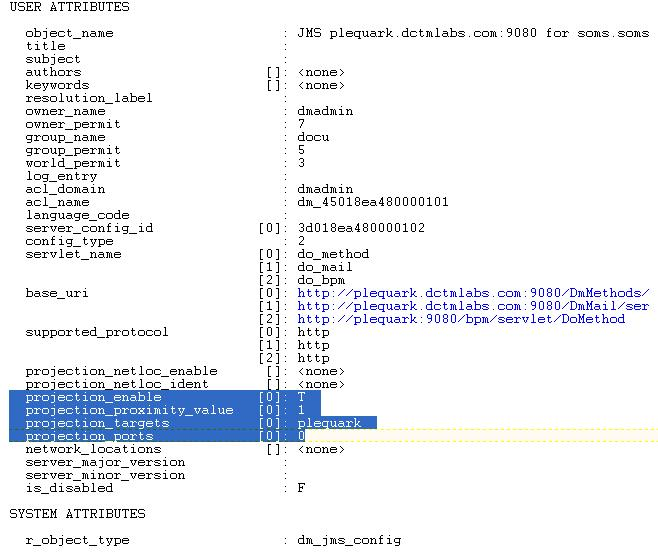 USER ATTRIBUTES
object_name : JMS plequark.dctmlabs.com:9080 for soms.soms
title :
subject :
authors []: <none>
keywords []: <none>
resolution_label :
owner_name : dmadmin
owner_permit : 7
group_name : docu
group_permit : 5
world_permit : 3
log_entry :
acl_domain : dmadmin
acl_name : dm_45018ea480000101
language_code :
server_config_id [0]: 3d018ea480000102
config_type : 2
servlet_name [0]: do_method
[1]: do_mail
[2]: do_bpm
base_uri [0]: http://plequark.dctmlabs.com:9080/DmMethods/
[1]: http://plequark.dctmlabs.com:9080/DmMail/ser
[2]: http://plequark:9080/bpm/servlet/DoMethod
supported_protocol [0]: http
[1]: http
[2]: http
projection_netloc_enable []: <none>
projection_netloc_ident []: <none>
projection_enable [0]: T
projection_proximity_value [0]: 1
projection_targets [0]: plequark
projection_ports [0]: 0
network_locations []: <none>
server_major_version :
server_minor_version :
is_disabled : F
SYSTEM ATTRIBUTES
r_object_type : dm_jms_config